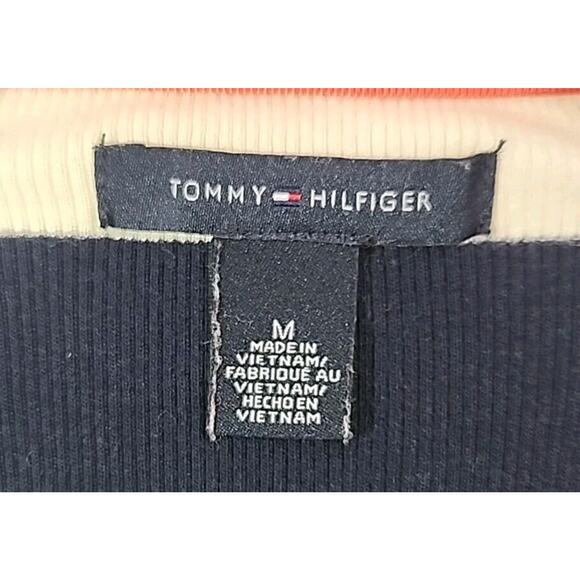 TOMMY HILFIGER
M
MADE IN
VIETNAM/
FABRIQUÉ AU
VIETNAM/
HECHO EN
VIETNAM